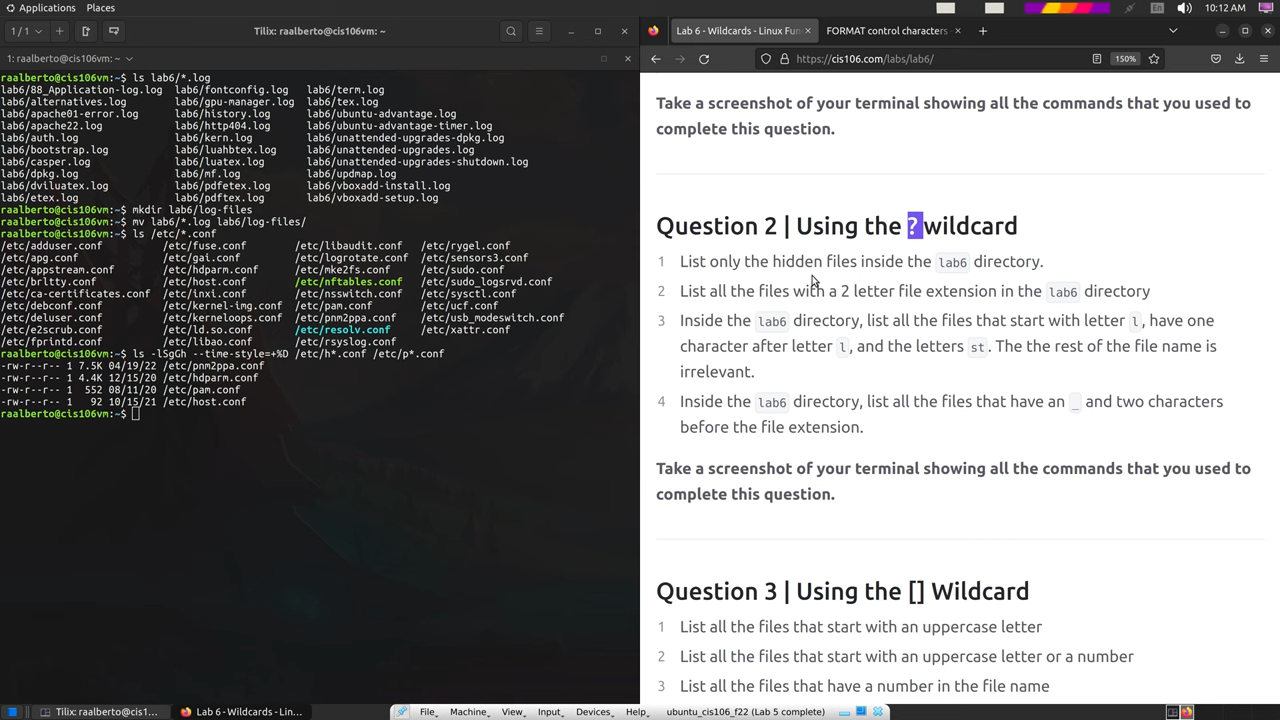 Applications Places
En 10:12 AM
1 / 1 Tilix: raalberto@cis106vm: ~
1: raalberto@cis106vm: ~
raalberto@cis106vm:~$ ls lab6/*.log
lab6/88_Application-log.log lab6/fontconfig.log lab6/term.log
lab6/alternatives.log lab6/gpu-manager.log lab6/tex.log
lab6/apache01-error.log lab6/history.log lab6/ubuntu-advantage.log
lab6/apache22.log lab6/http404.log lab6/ubuntu-advantage-timer.log
lab6/auth.log lab6/kern.log lab6/unattended-upgrades-dpkg.log
lab6/bootstrap.log lab6/luahbtex.log lab6/unattended-upgrades.log
lab6/casper.log lab6/luatex.log lab6/unattended-upgrades-shutdown.log
lab6/dpkg.log lab6/mf.log lab6/updmap.log
lab6/dviluatex.log lab6/pdfetex.log lab6/vboxadd-install.log
lab6/etex.log lab6/pdftex.log lab6/vboxadd-setup.log
raalberto@cis106vm:~$ mkdir lab6/log-files
raalberto@cis106vm:~$ mv lab6/*.log lab6/log-files/
raalberto@cis106vm:~$ ls /etc/*.conf
/etc/adduser.conf /etc/fuse.conf /etc/libaudit.conf /etc/rygel.conf
/etc/apg.conf /etc/gai.conf /etc/logrotate.conf /etc/sensors3.conf
/etc/appstream.conf /etc/hdparm.conf /etc/mke2fs.conf /etc/sudo.conf
/etc/brltty.conf /etc/host.conf /etc/nftables.conf /etc/sudo_logsrvd.conf
/etc/ca-certificates.conf /etc/inxi.conf /etc/nsswitch.conf /etc/sysctl.conf
/etc/debconf.conf /etc/kernel-img.conf /etc/pam.conf /etc/ucf.conf
/etc/deluser.conf /etc/kerneloops.conf /etc/pnm2ppa.conf /etc/usb_modeswitch.conf
/etc/e2scrub.conf /etc/ld.so.conf /etc/resolv.conf /etc/xattr.conf
/etc/fprintd.conf /etc/libao.conf /etc/rsyslog.conf
raalberto@cis106vm:~$ ls -lSgGh --time-style=+%D /etc/h*.conf /etc/p*.conf
-rw-r--r-- 1 7.5K 04/19/22 /etc/pnm2ppa.conf
-rw-r--r-- 1 4.4K 12/15/20 /etc/hdparm.conf
-rw-r--r-- 1 552 08/11/20 /etc/pam.conf
-rw-r--r-- 1 92 10/15/21 /etc/host.conf
raalberto@cis106vm:~$
Lab 6 - Wildcards - Linux Fun FORMAT control characters
https://cis106.com/labs/lab6/ 150%
Take a screenshot of your terminal showing all the commands that you used to
complete this question.
Question 2 | Using the ? wildcard
1 List only the hidden files inside the lab6 directory.
2 List all the files with a 2 letter file extension in the lab6 directory
3 Inside the lab6 directory, list all the files that start with letter l, have one
character after letter l, and the letters st. The the rest of the file name is
irrelevant.
4 Inside the lab6 directory, list all the files that have an _ and two characters
before the file extension.
Take a screenshot of your terminal showing all the commands that you used to
complete this question.
Question 3 | Using the [] Wildcard
1 List all the files that start with an uppercase letter
2 List all the files that start with an uppercase letter or a number
3 List all the files that have a number in the file name
Tilix: raalberto@cis106vm... Lab 6 - Wildcards - Lin... File Machine View Input Devices Help ubuntu_cis106_f22 (Lab 5 complete)